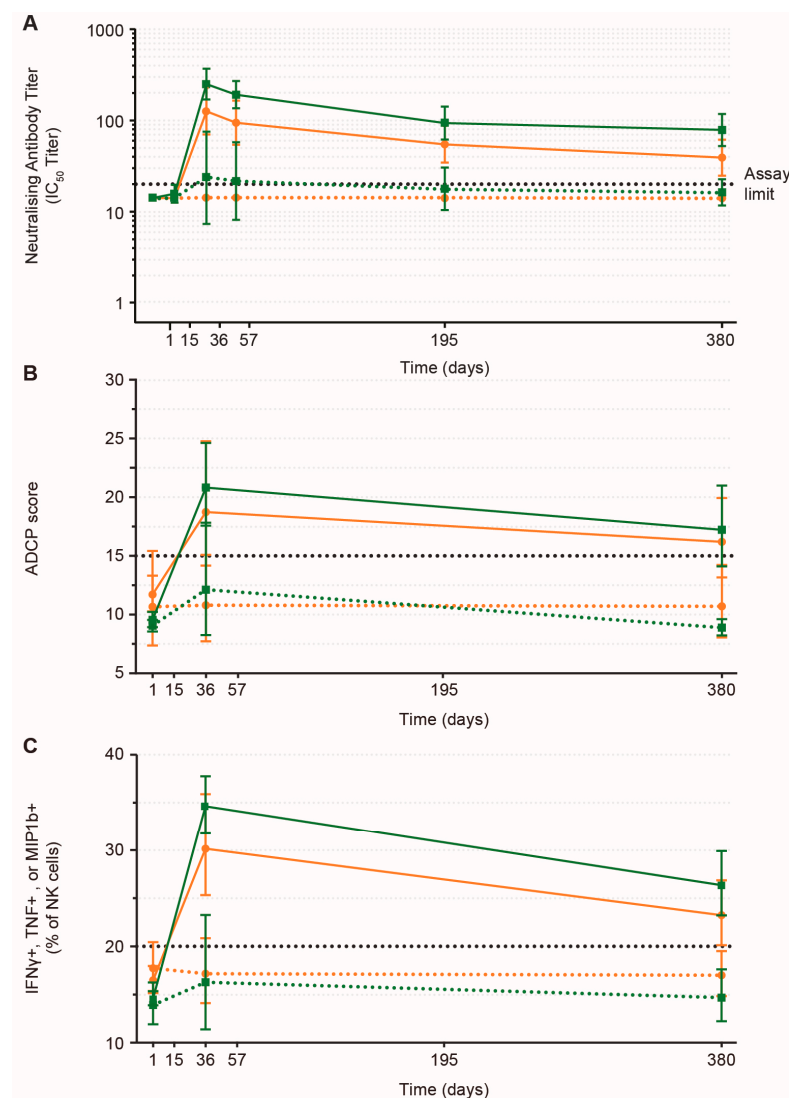 A
1000
100
10
1
Neutralising Antibody Titer
(IC50 Titer)
Assay
limit
1 15 36 57 195 380
Time (days)
B
30
25
20
15
10
5
ADCP score
1 15 36 57 195 380
Time (days)
C
40
30
20
10
IFNγ+, TNF+ , or MIP1b+
(% of NK cells)
1 15 36 57 195 380
Time (days)